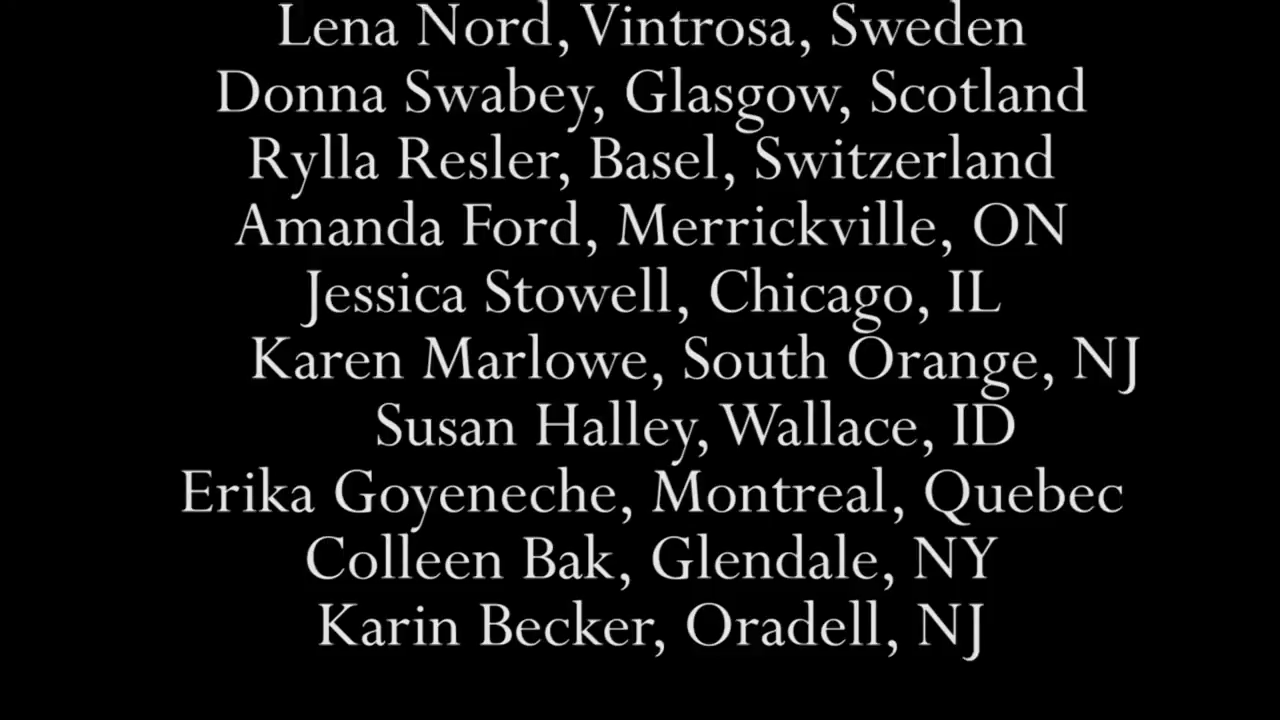 Lena Nord, Vintrosa, Sweden
Donna Swabey, Glasgow, Scotland
Rylla Resler, Basel, Switzerland
Amanda Ford, Merrickville, ON
Jessica Stowell, Chicago, IL
Karen Marlowe, South Orange, NJ
Susan Halley, Wallace, ID
Erika Goyeneche, Montreal, Quebec
Colleen Bak, Glendale, NY
Karin Becker, Oradell, NJ